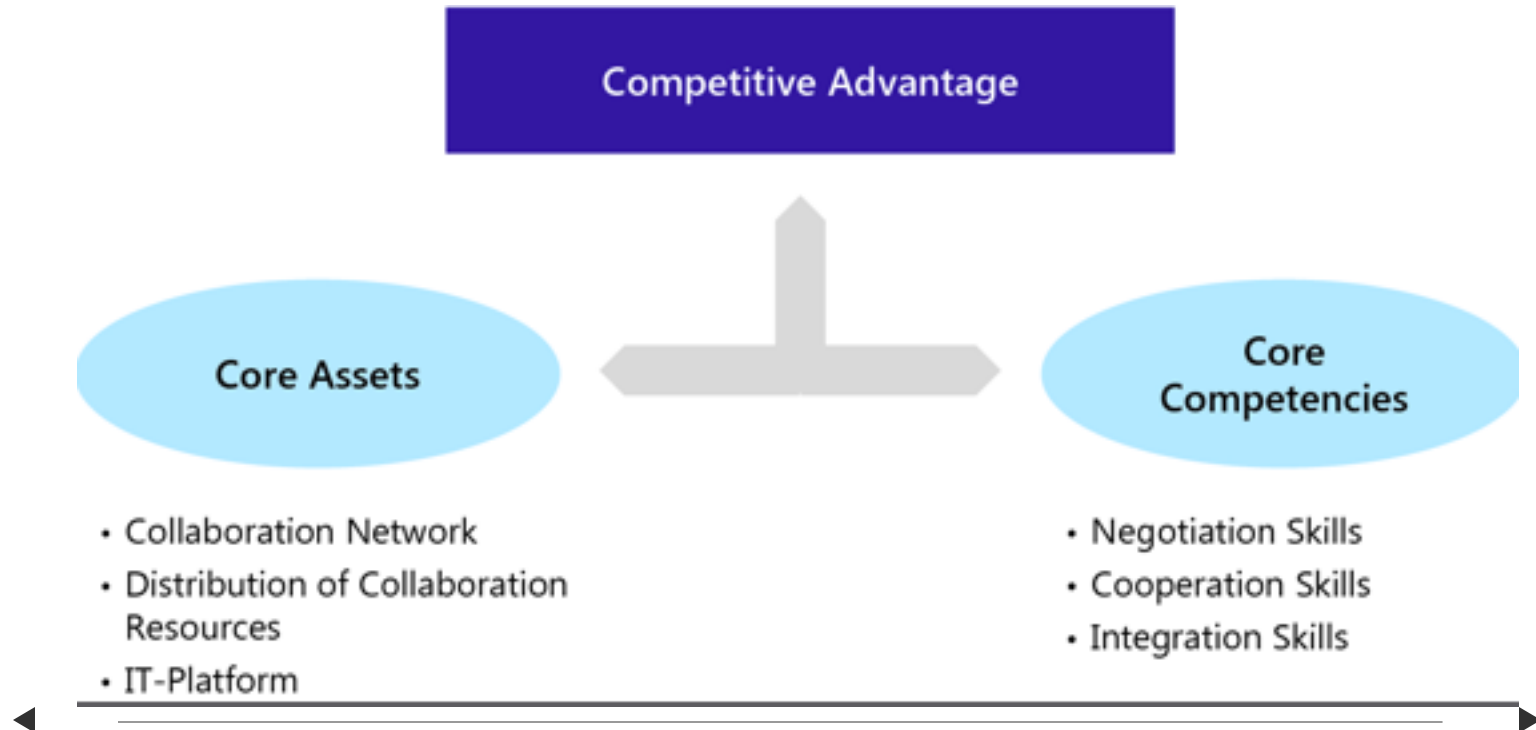 Competitive Advantage
Core Assets
Core
Competencies
• Collaboration Network
• Distribution of Collaboration
Resources
• IT-Platform
• Negotiation Skills
• Cooperation Skills
• Integration Skills